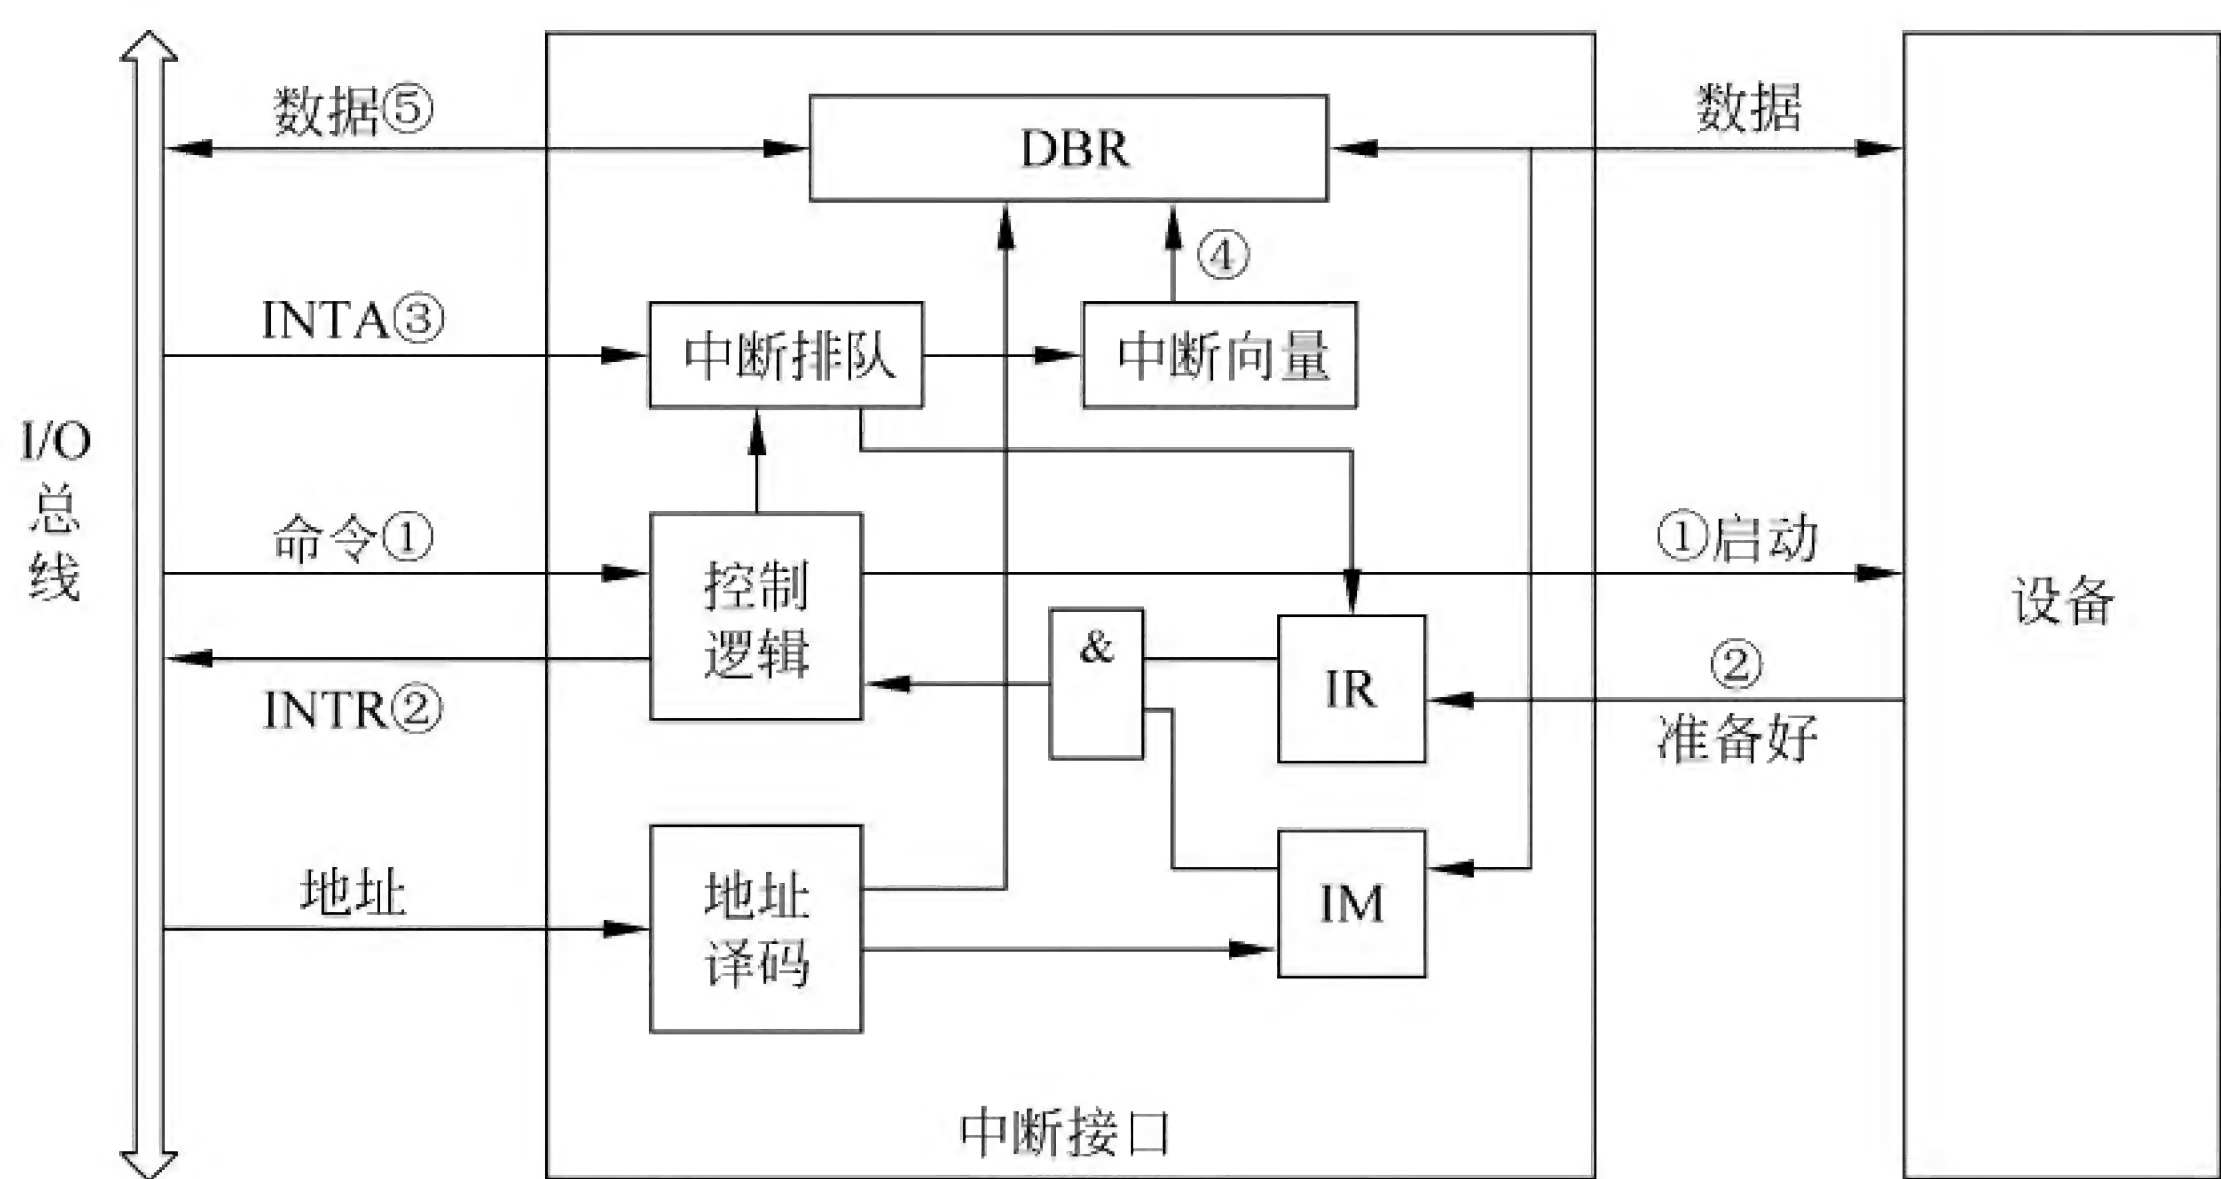 数据⑤
DBR
数据
④
INTA③
中断排队
中断向量
I/O
总
线
命令①
控制
逻辑
①启动
设备
&
IR
②
准备好
INTR②
地址
地址
译码
IM
中断接口